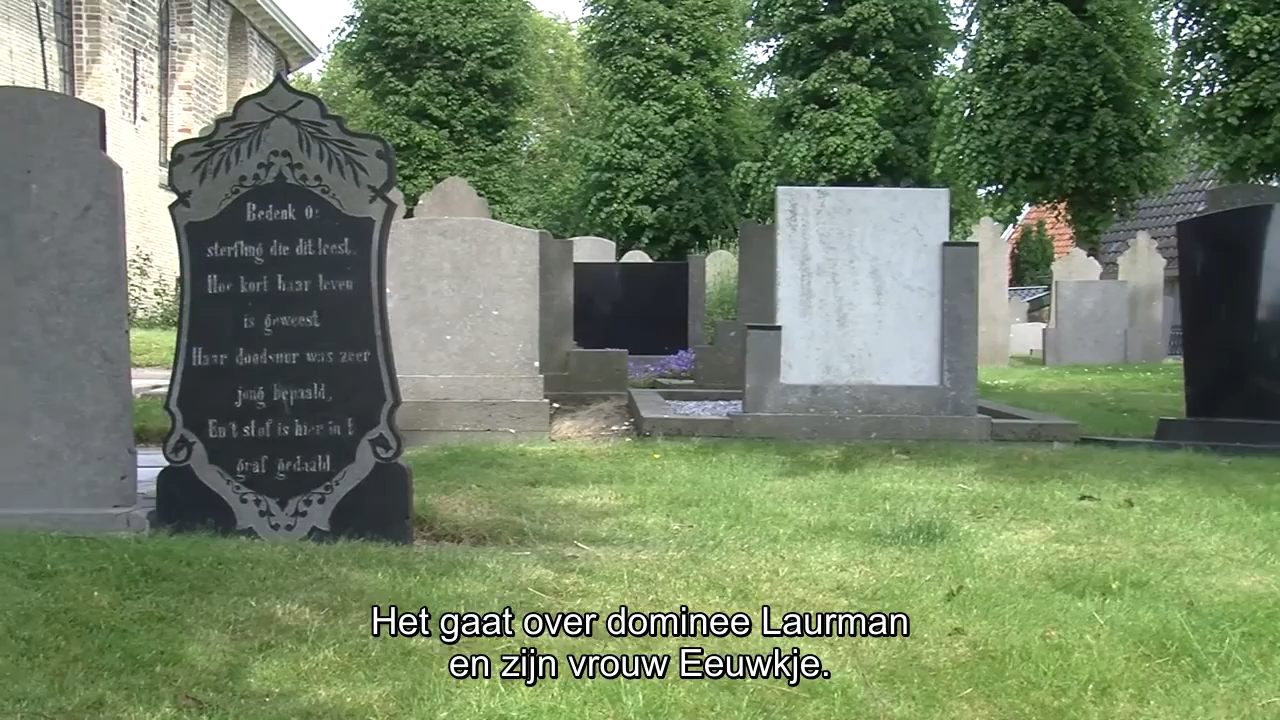 Bedenk O:
sterfling die dit leest.
Hoe kort haar leven
is geweest
Haar doodsuur was zeer
jong bepaald,
En't stof is hier in 't
graf gedaald.
Het gaat over dominee Laurman
en zijn vrouw Eeuwkje.